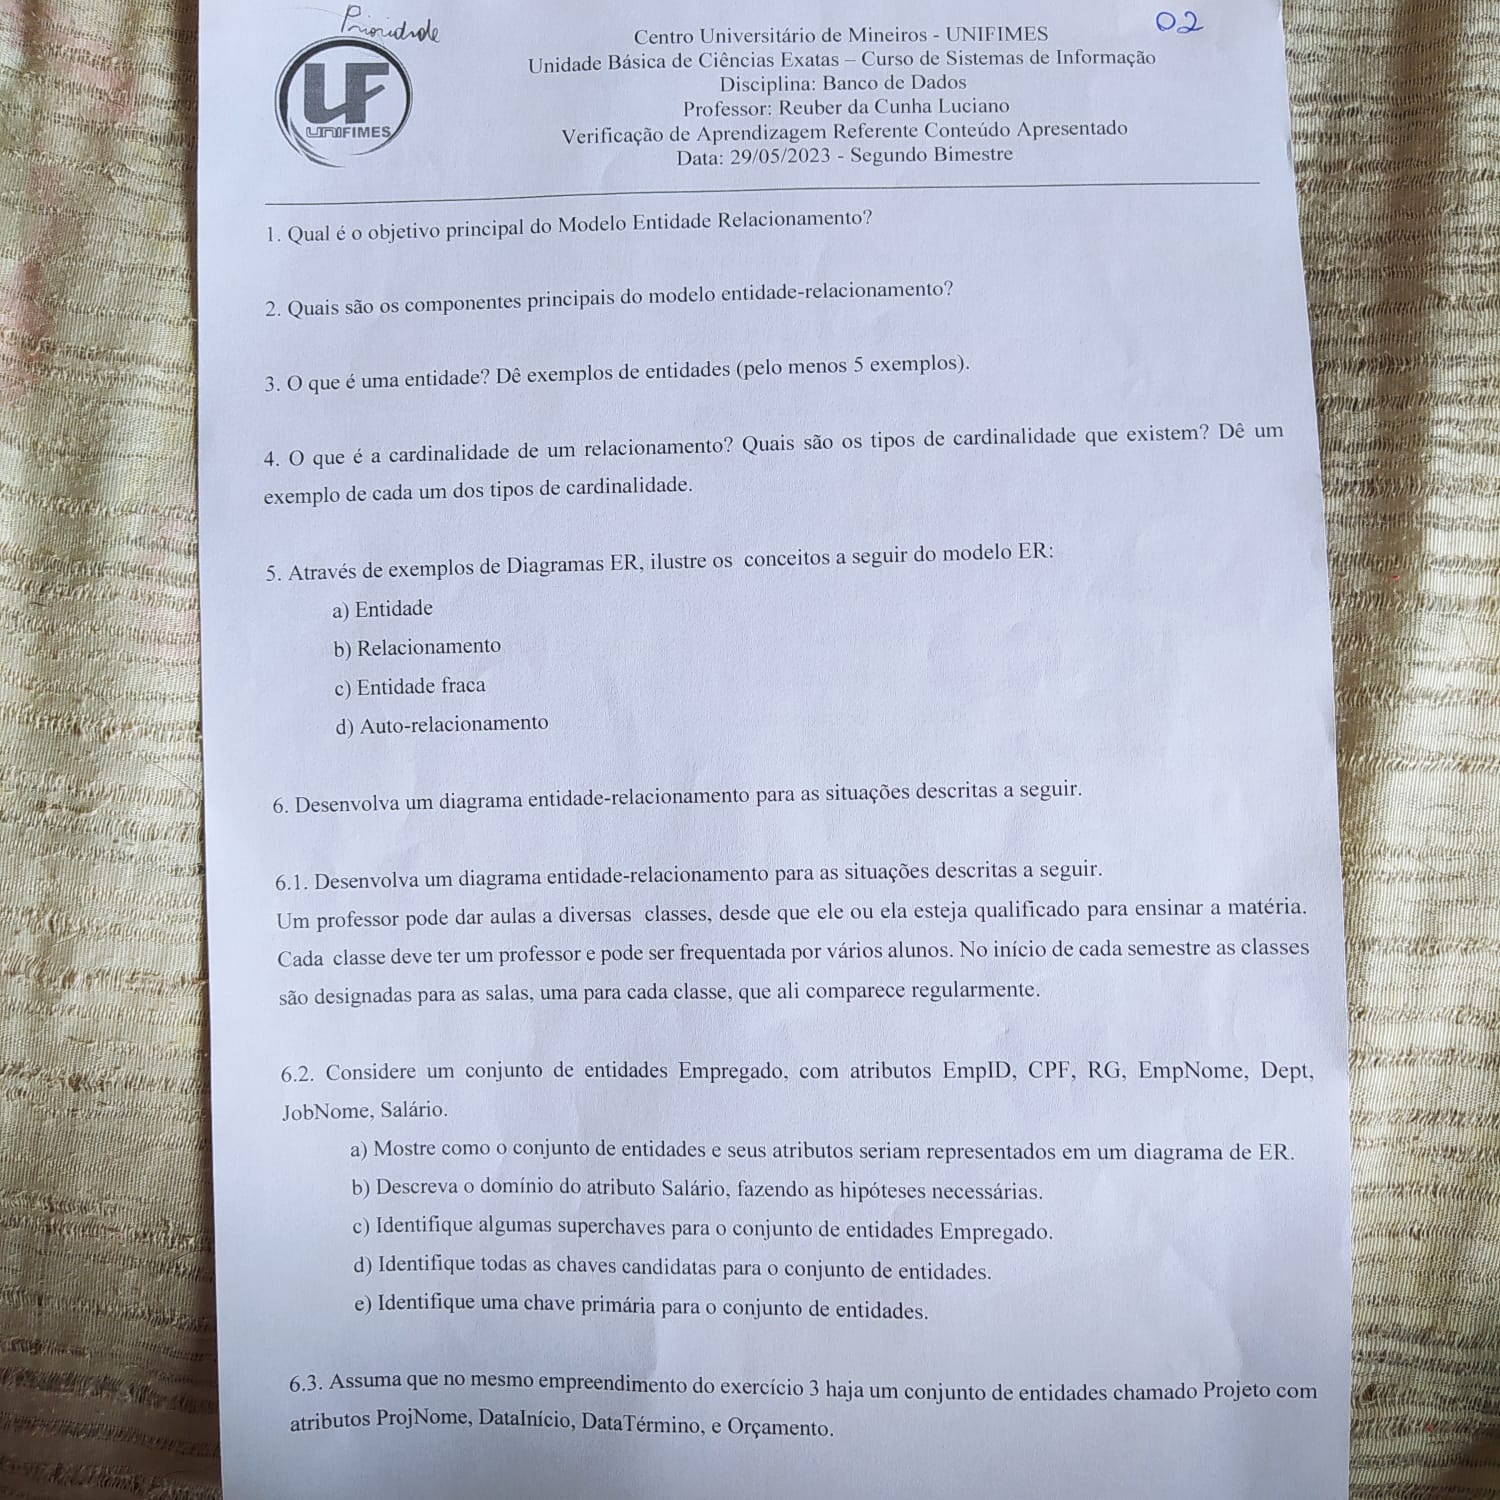 Prioridade
02
UNIFIMES
Centro Universitário de Mineiros - UNIFIMES
Unidade Básica de Ciências Exatas – Curso de Sistemas de Informação
Disciplina: Banco de Dados
Professor: Reuber da Cunha Luciano
Verificação de Aprendizagem Referente Conteúdo Apresentado
Data: 29/05/2023 - Segundo Bimestre
1. Qual é o objetivo principal do Modelo Entidade Relacionamento?
2. Quais são os componentes principais do modelo entidade-relacionamento?
3. O que é uma entidade? Dê exemplos de entidades (pelo menos 5 exemplos).
4. O que é a cardinalidade de um relacionamento? Quais são os tipos de cardinalidade que existem? Dê um
exemplo de cada um dos tipos de cardinalidade.
5. Através de exemplos de Diagramas ER, ilustre os conceitos a seguir do modelo ER:
a) Entidade
b) Relacionamento
c) Entidade fraca
d) Auto-relacionamento
6. Desenvolva um diagrama entidade-relacionamento para as situações descritas a seguir.
6.1. Desenvolva um diagrama entidade-relacionamento para as situações descritas a seguir.
Um professor pode dar aulas a diversas classes, desde que ele ou ela esteja qualificado para ensinar a matéria.
Cada classe deve ter um professor e pode ser frequentada por vários alunos. No início de cada semestre as classes
são designadas para as salas, uma para cada classe, que ali comparece regularmente.
6.2. Considere um conjunto de entidades Empregado, com atributos EmpID, CPF, RG, EmpNome, Dept,
JobNome, Salário.
a) Mostre como o conjunto de entidades e seus atributos seriam representados em um diagrama de ER.
b) Descreva o domínio do atributo Salário, fazendo as hipóteses necessárias.
c) Identifique algumas superchaves para o conjunto de entidades Empregado.
d) Identifique todas as chaves candidatas para o conjunto de entidades.
e) Identifique uma chave primária para o conjunto de entidades.
6.3. Assuma que no mesmo empreendimento do exercício 3 haja um conjunto de entidades chamado Projeto com
atributos ProjNome, DataInício, DataTérmino, e Orçamento.